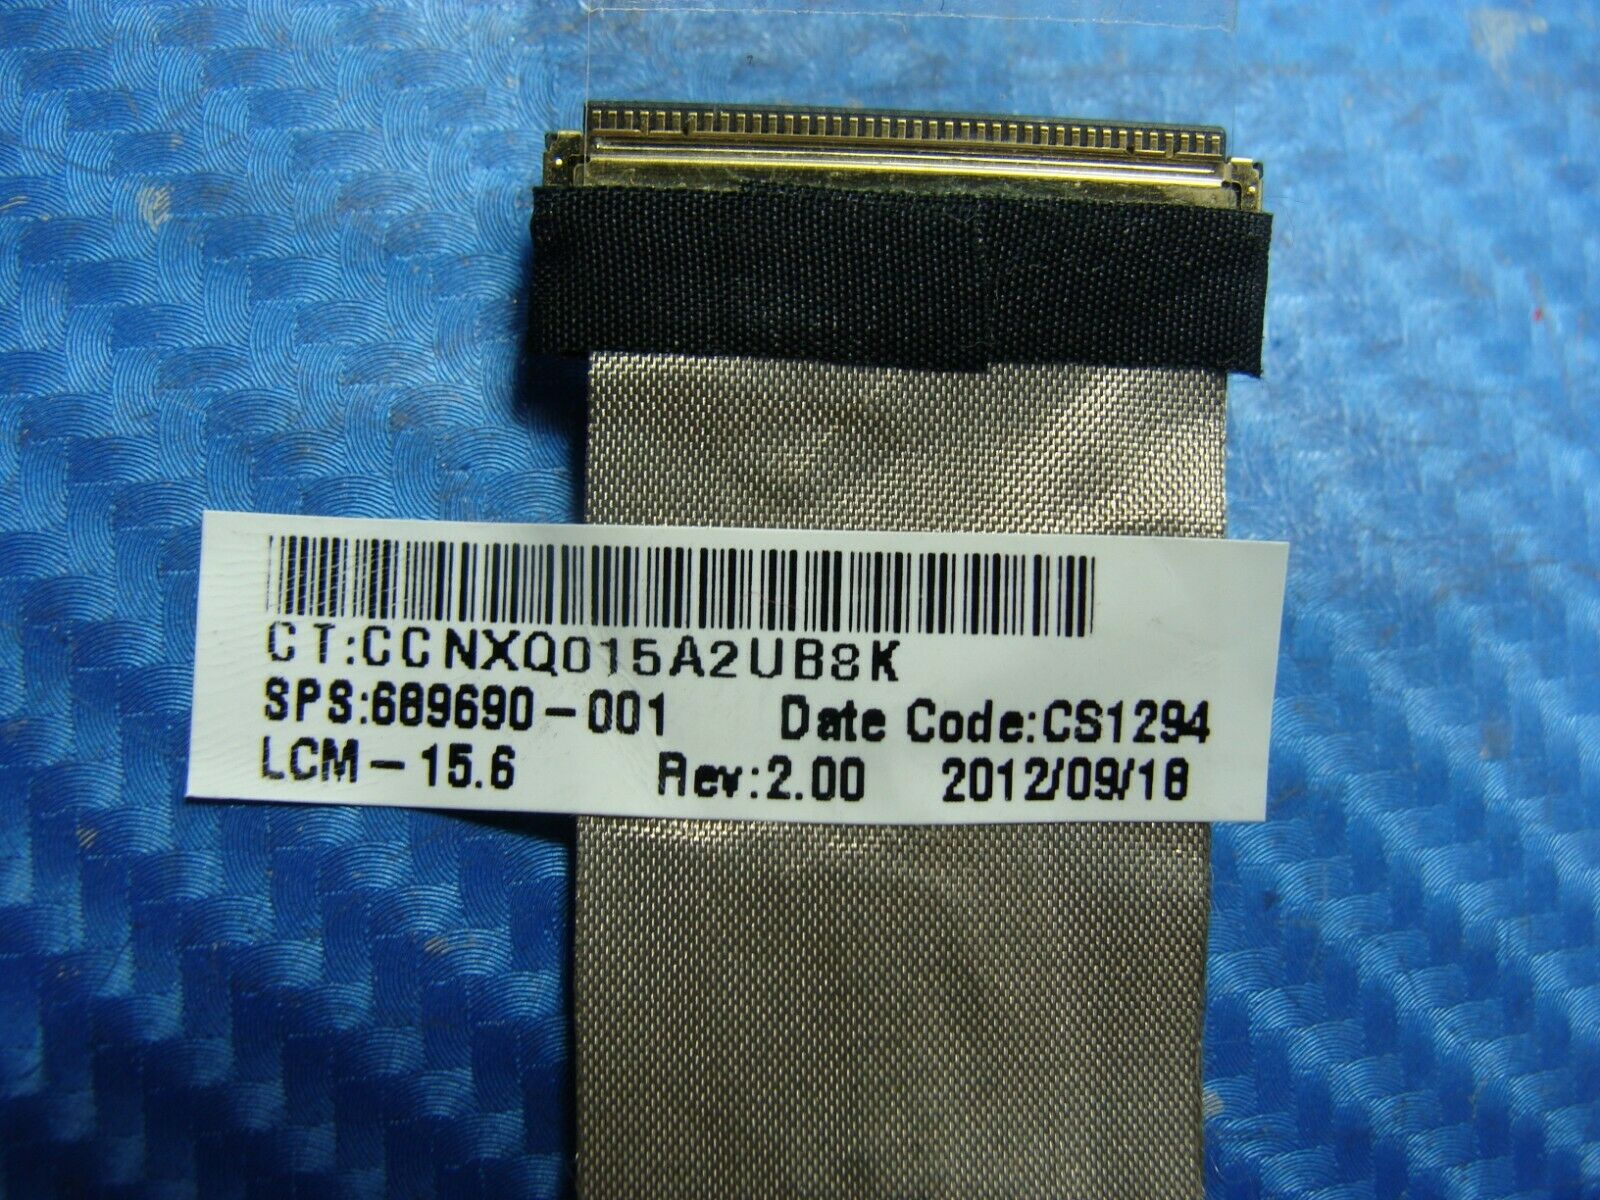 CT:CCNXQ015A2UB8K
SPS:689690-001 Date Code:CS1294
LCM-15.6 Rev:2.00 2012/09/18